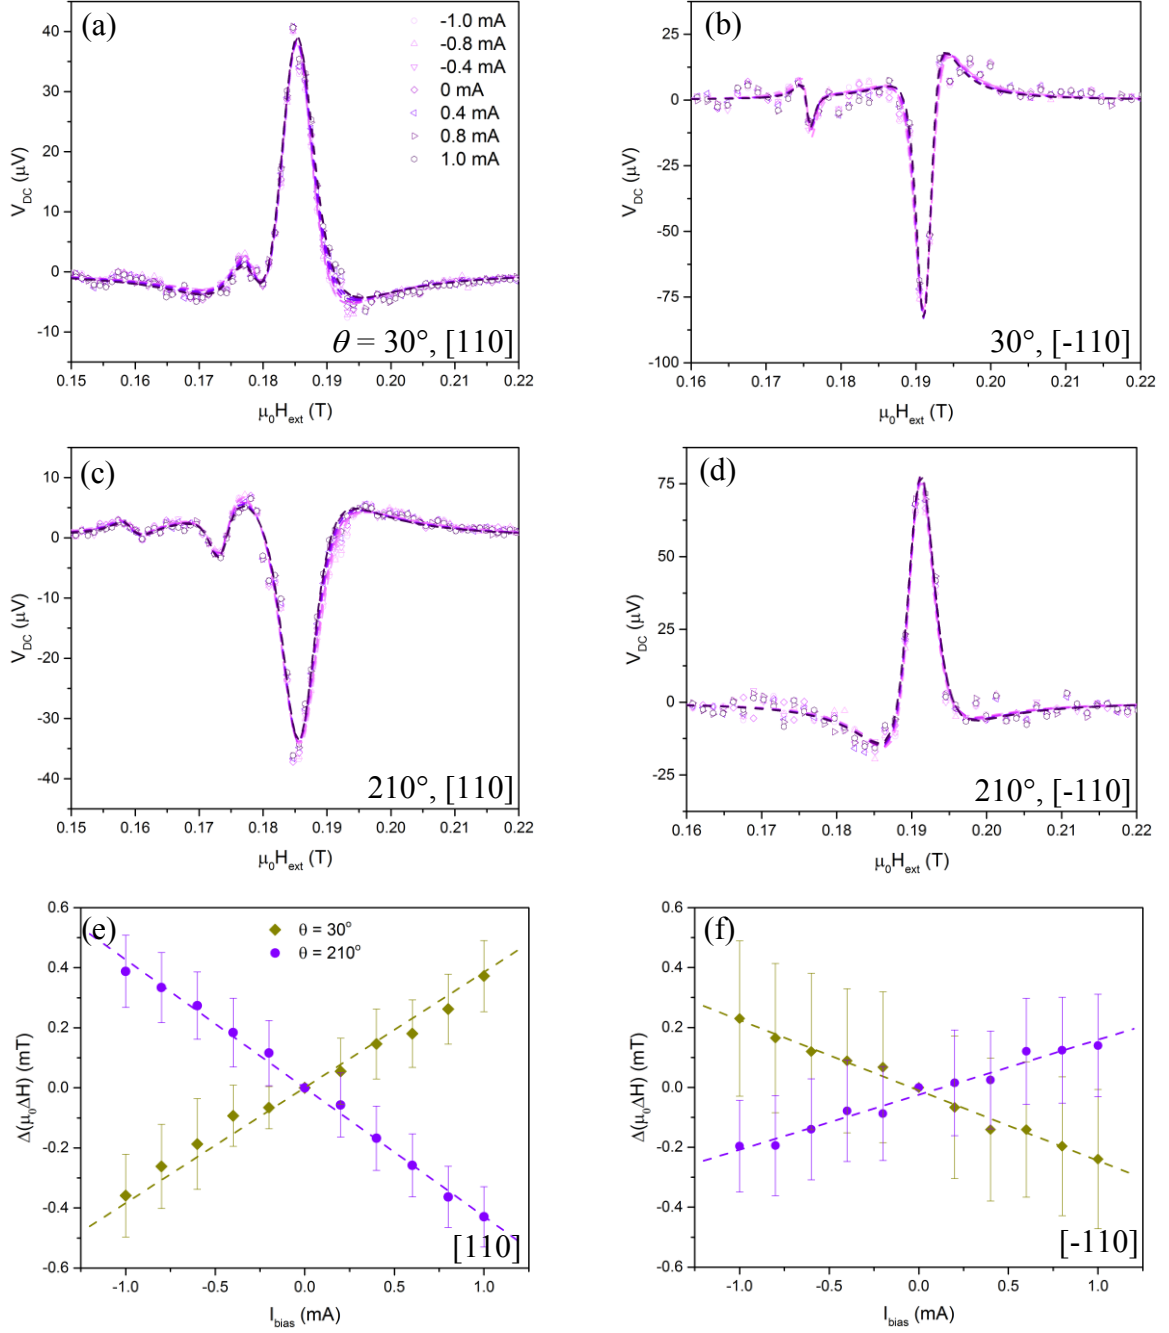 (a)
-1.0 mA
-0.8 mA
-0.4 mA
0 mA
0.4 mA
0.8 mA
1.0 mA
40
30
20
10
0
-10
V_DC (μV)
θ = 30°, [110]
0.15 0.16 0.17 0.18 0.19 0.20 0.21 0.22
μ₀H_ext (T)
(b)
25
0
-25
-50
-75
-100
V_DC (μV)
30°, [-110]
0.16 0.17 0.18 0.19 0.20 0.21 0.22
μ₀H_ext (T)
(c)
10
0
-10
-20
-30
-40
V_DC (μV)
210°, [110]
0.15 0.16 0.17 0.18 0.19 0.20 0.21 0.22
μ₀H_ext (T)
(d)
75
50
25
0
-25
V_DC (μV)
210°, [-110]
0.16 0.17 0.18 0.19 0.20 0.21 0.22
μ₀H_ext (T)
(e)
θ = 30°
θ = 210°
0.6
0.4
0.2
0.0
-0.2
-0.4
-0.6
Δ(μ₀ΔH) (mT)
[110]
-1.0 -0.5 0.0 0.5 1.0
I_bias (mA)
(f)
0.6
0.4
0.2
0.0
-0.2
-0.4
-0.6
Δ(μ₀ΔH) (mT)
[-110]
-1.0 -0.5 0.0 0.5 1.0
I_bias (mA)